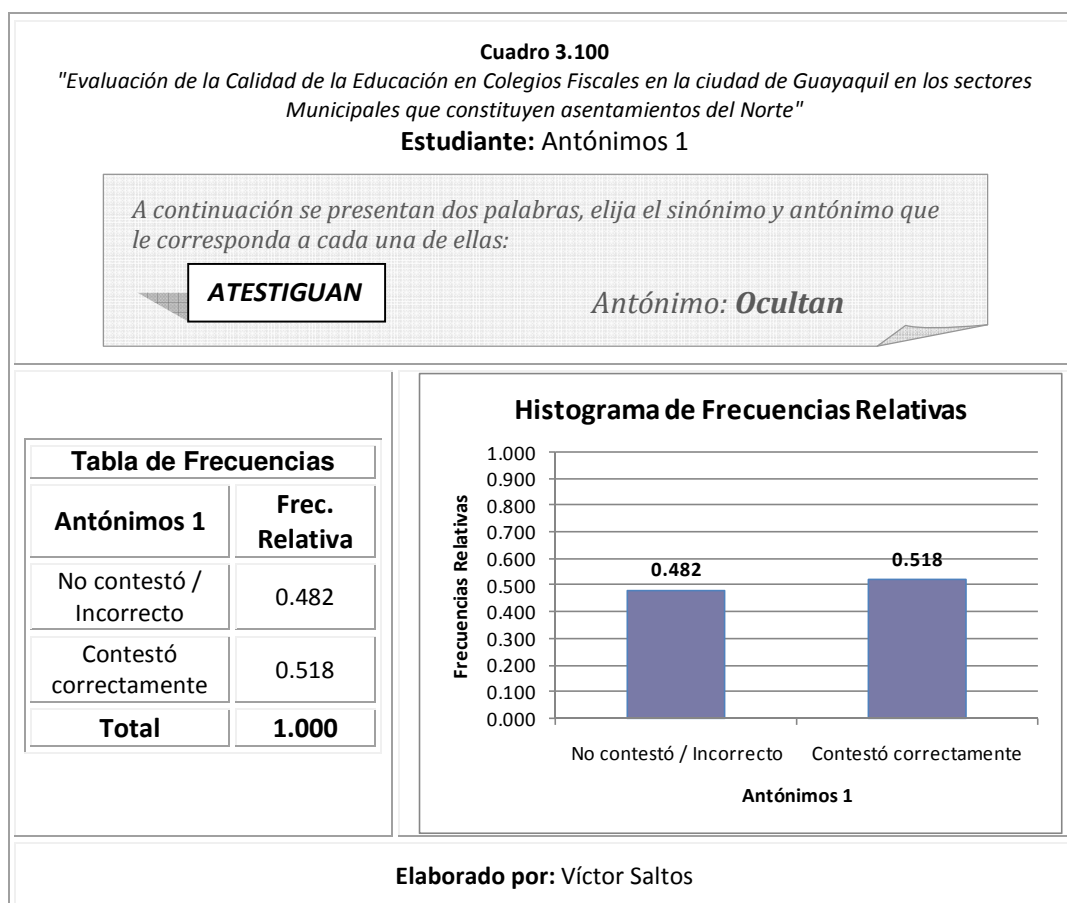 Cuadro 3.100
"Evaluación de la Calidad de la Educación en Colegios Fiscales en la ciudad de Guayaquil en los sectores
Municipales que constituyen asentamientos del Norte"
Estudiante: Antónimos 1
A continuación se presentan dos palabras, elija el sinónimo y antónimo que
le corresponda a cada una de ellas:
ATESTIGUAN
Antónimo: Ocultan
Tabla de Frecuencias
Antónimos 1
Frec.
Relativa
No contestó /
Incorrecto
0.482
Contestó
correctamente
0.518
Total
1.000
Histograma de Frecuencias Relativas
Frecuencias Relativas
1.000
0.900
0.800
0.700
0.600
0.500
0.400
0.300
0.200
0.100
0.000
0.482
0.518
No contestó / Incorrecto
Contestó correctamente
Antónimos 1
Elaborado por: Víctor Saltos